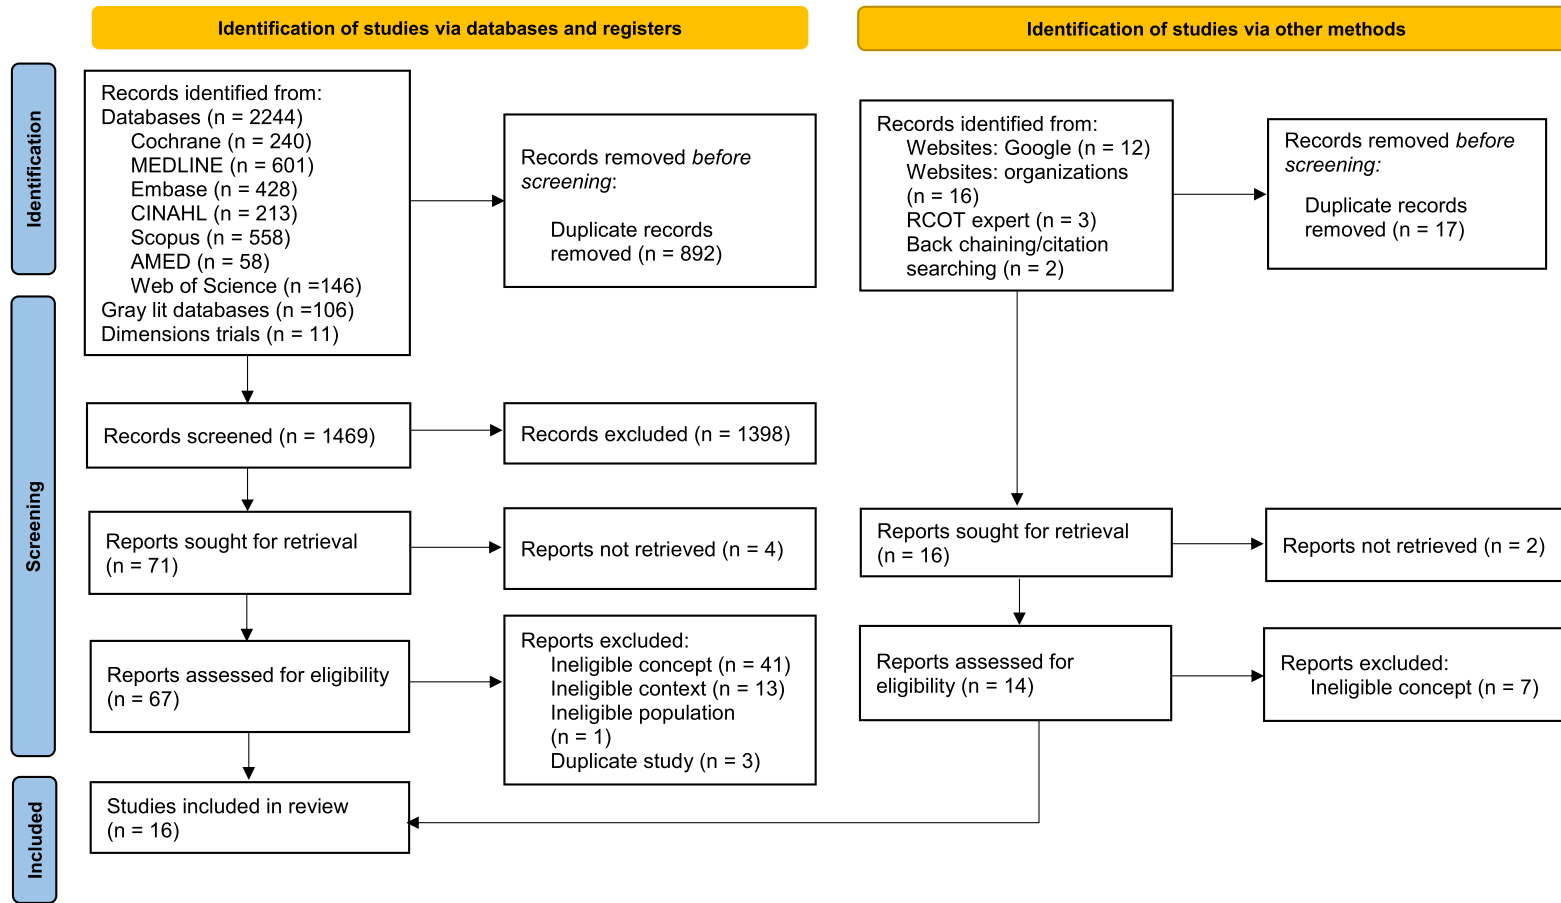 Identification of studies via databases and registers
Identification of studies via other methods
Identification
Records identified from:
Databases (n = 2244)
Cochrane (n = 240)
MEDLINE (n = 601)
Embase (n = 428)
CINAHL (n = 213)
Scopus (n = 558)
AMED (n = 58)
Web of Science (n =146)
Gray lit databases (n =106)
Dimensions trials (n = 11)
Records removed before
screening:
Duplicate records
removed (n = 892)
Records identified from:
Websites: Google (n = 12)
Websites: organizations
(n = 16)
RCOT expert (n = 3)
Back chaining/citation
searching (n = 2)
Records removed before
screening:
Duplicate records
removed (n = 17)
Screening
Records screened (n = 1469)
Records excluded (n = 1398)
Reports sought for retrieval
(n = 71)
Reports not retrieved (n = 4)
Reports sought for retrieval
(n = 16)
Reports not retrieved (n = 2)
Reports assessed for eligibility
(n = 67)
Reports excluded:
Ineligible concept (n = 41)
Ineligible context (n = 13)
Ineligible population
(n = 1)
Duplicate study (n = 3)
Reports assessed for
eligibility (n = 14)
Reports excluded:
Ineligible concept (n = 7)
Included
Studies included in review
(n = 16)